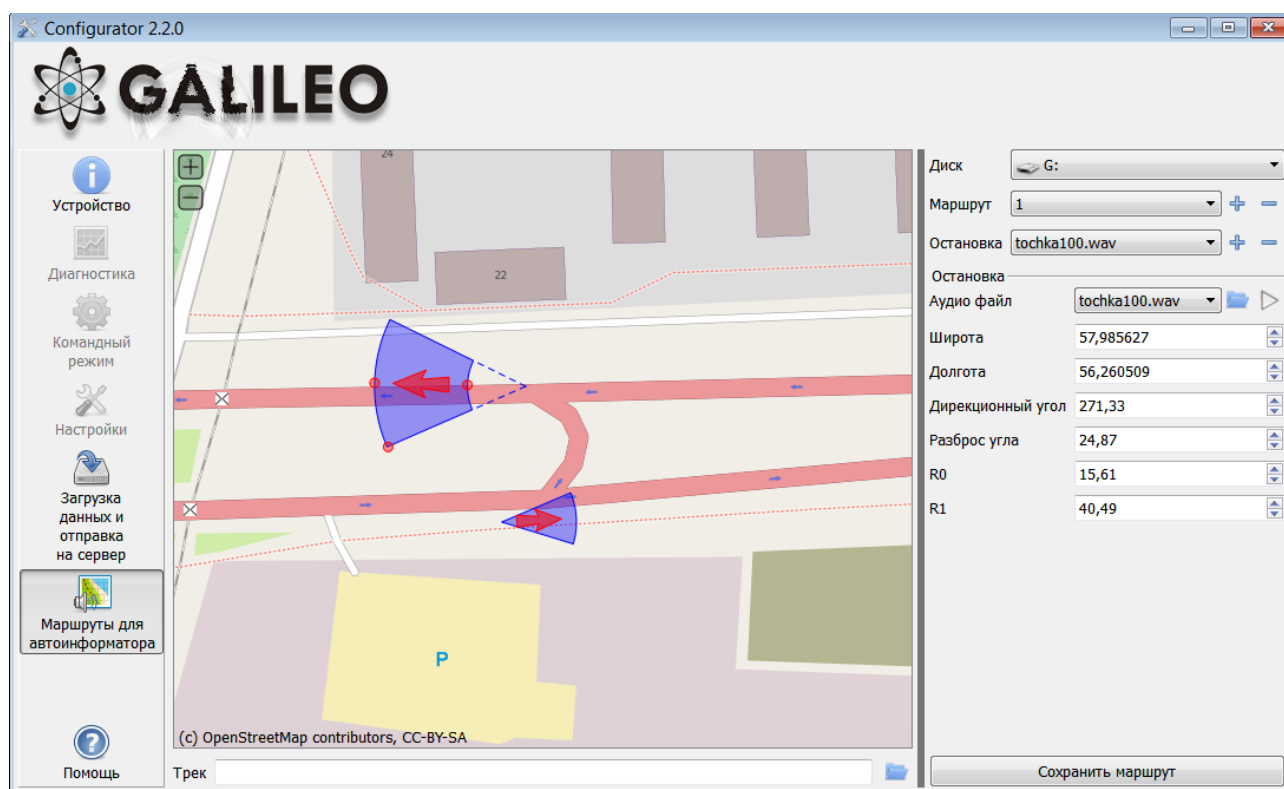 Configurator 2.2.0
GALILEO
Устройство
Диагностика
Командный
режим
Настройки
Загрузка
данных и
отправка
на сервер
Маршруты для
автоинформатора
Помощь
24
22
P
(c) OpenStreetMap contributors, CC-BY-SA
Трек
Диск G:
Маршрут 1
Остановка tochka100.wav
Остановка
Аудио файл tochka100.wav
Широта 57,985627
Долгота 56,260509
Дирекционный угол 271,33
Разброс угла 24,87
R0 15,61
R1 40,49
Сохранить маршрут